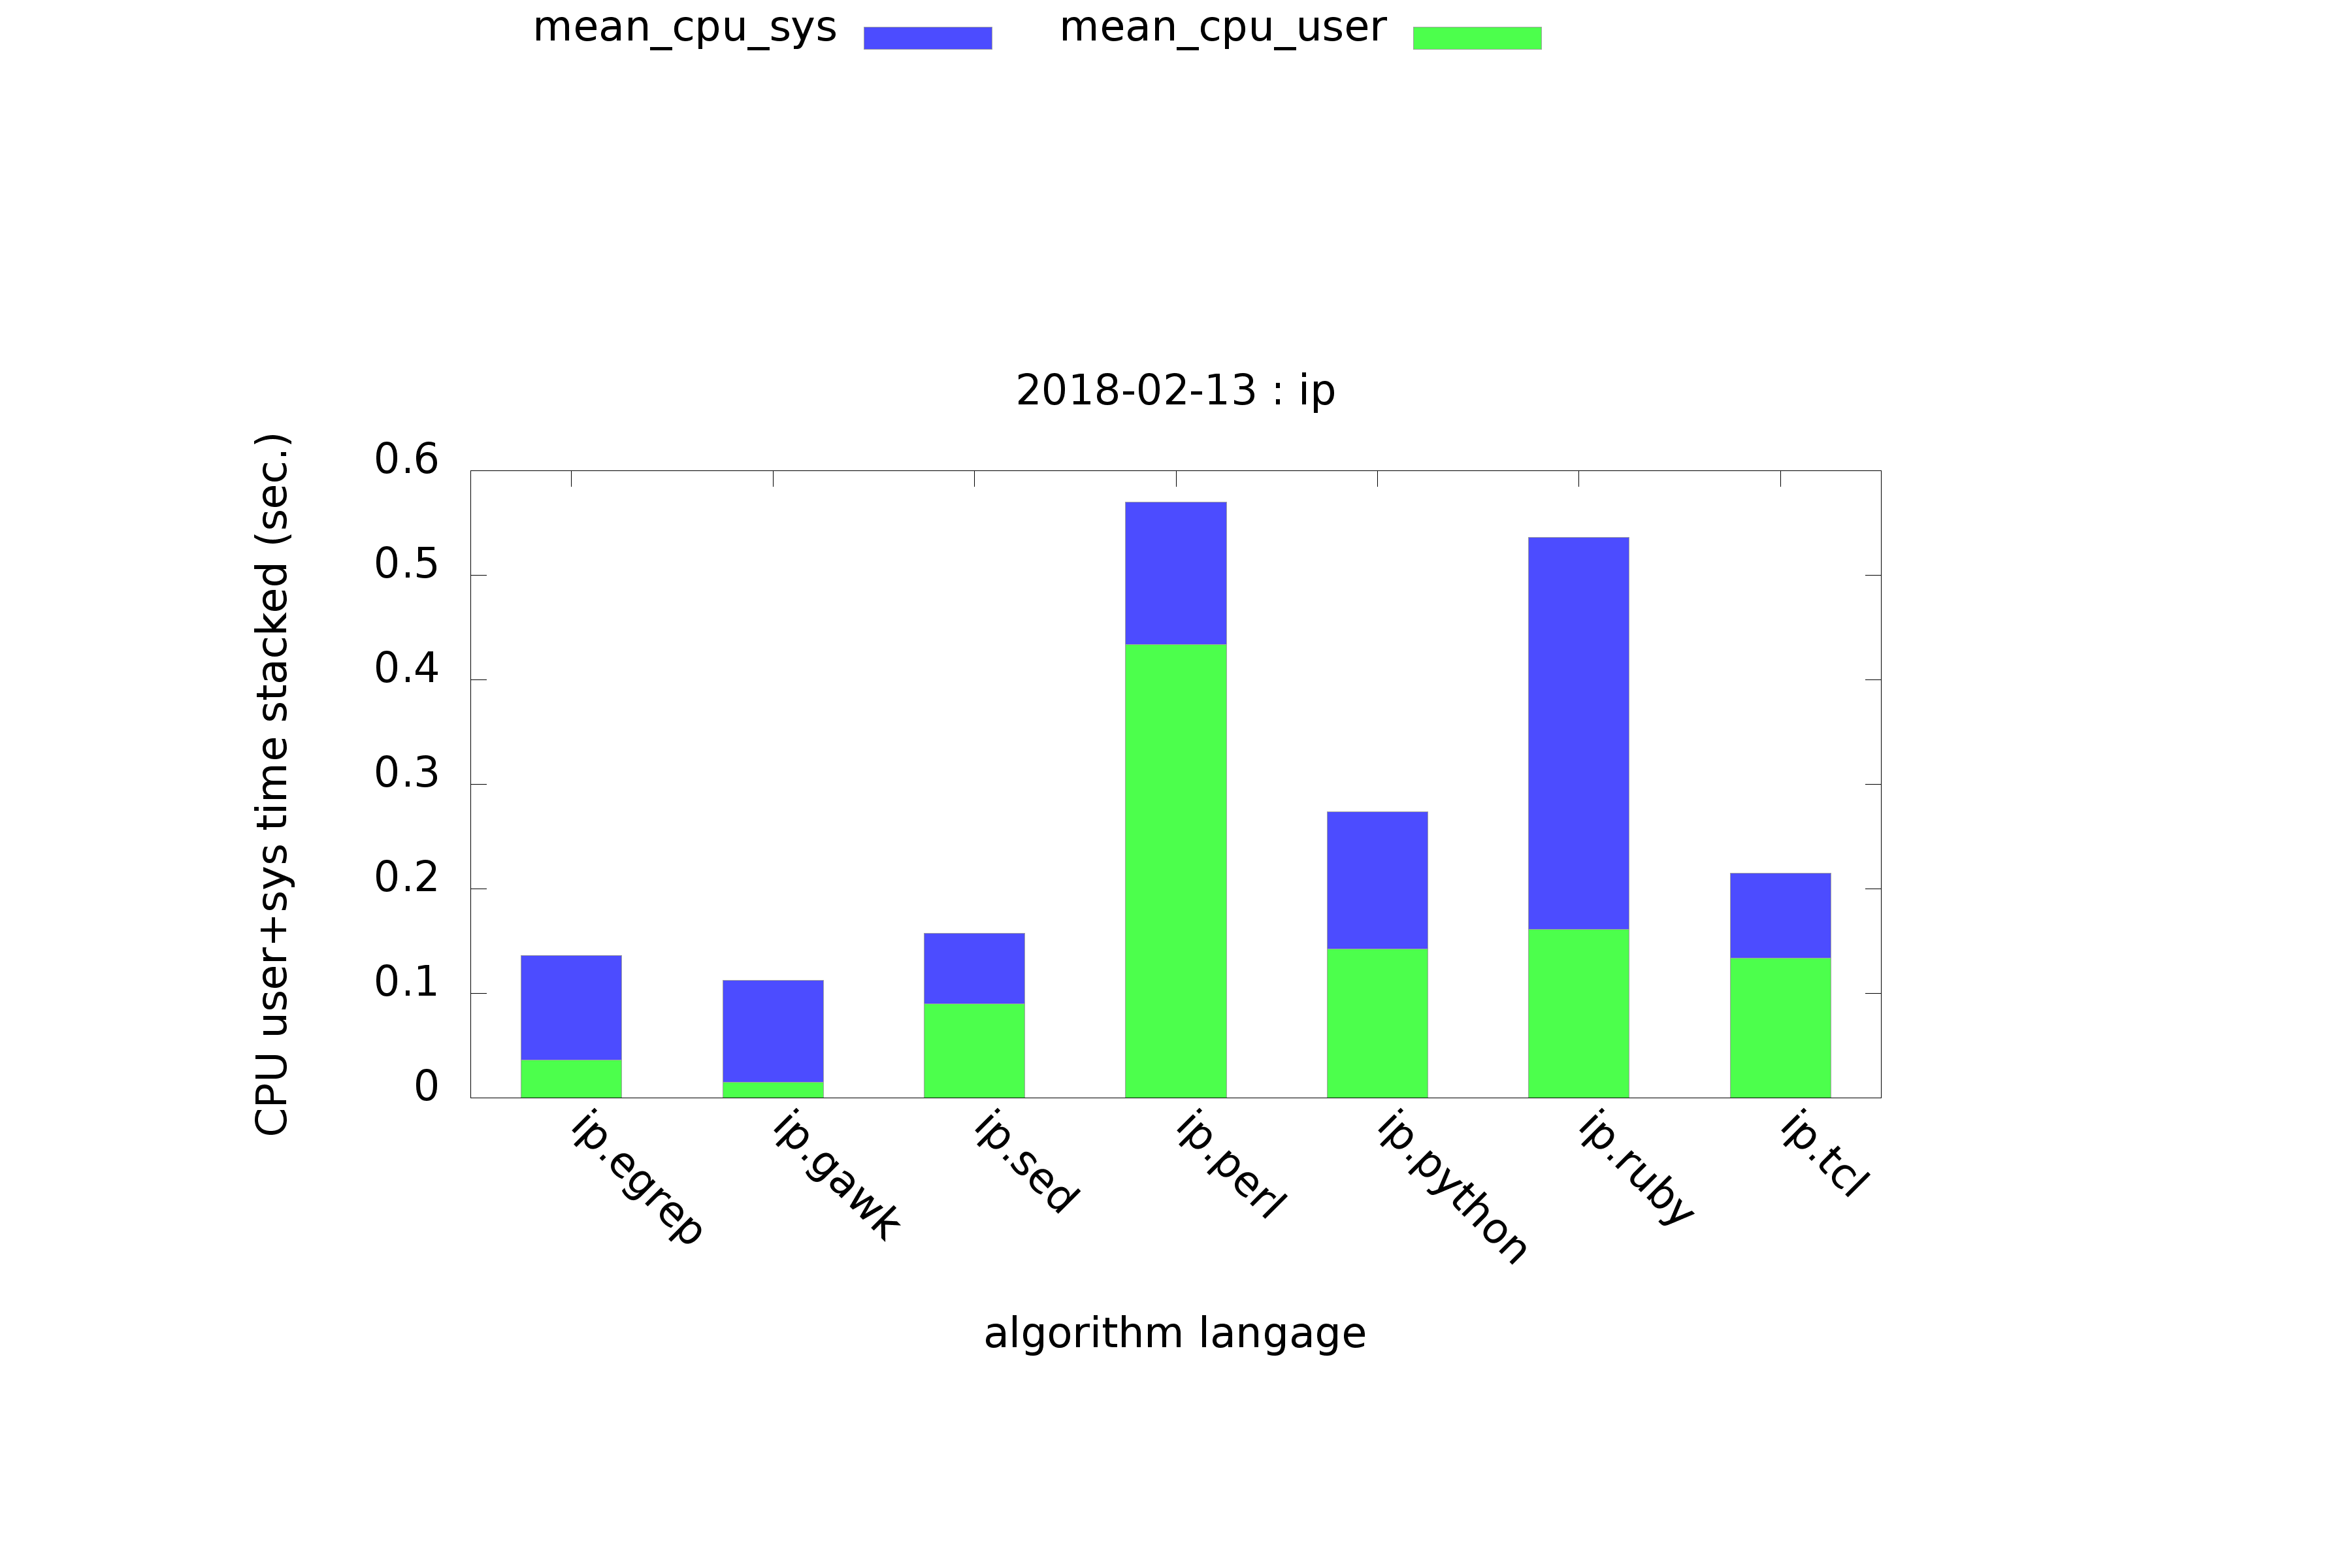 mean_cpu_sys mean_cpu_user
2018-02-13 : ip
CPU user+sys time stacked (sec.)
0.6
0.5
0.4
0.3
0.2
0.1
0
ip.egrep
ip.gawk
ip.sed
ip.perl
ip.python
ip.ruby
ip.tcl
algorithm langage